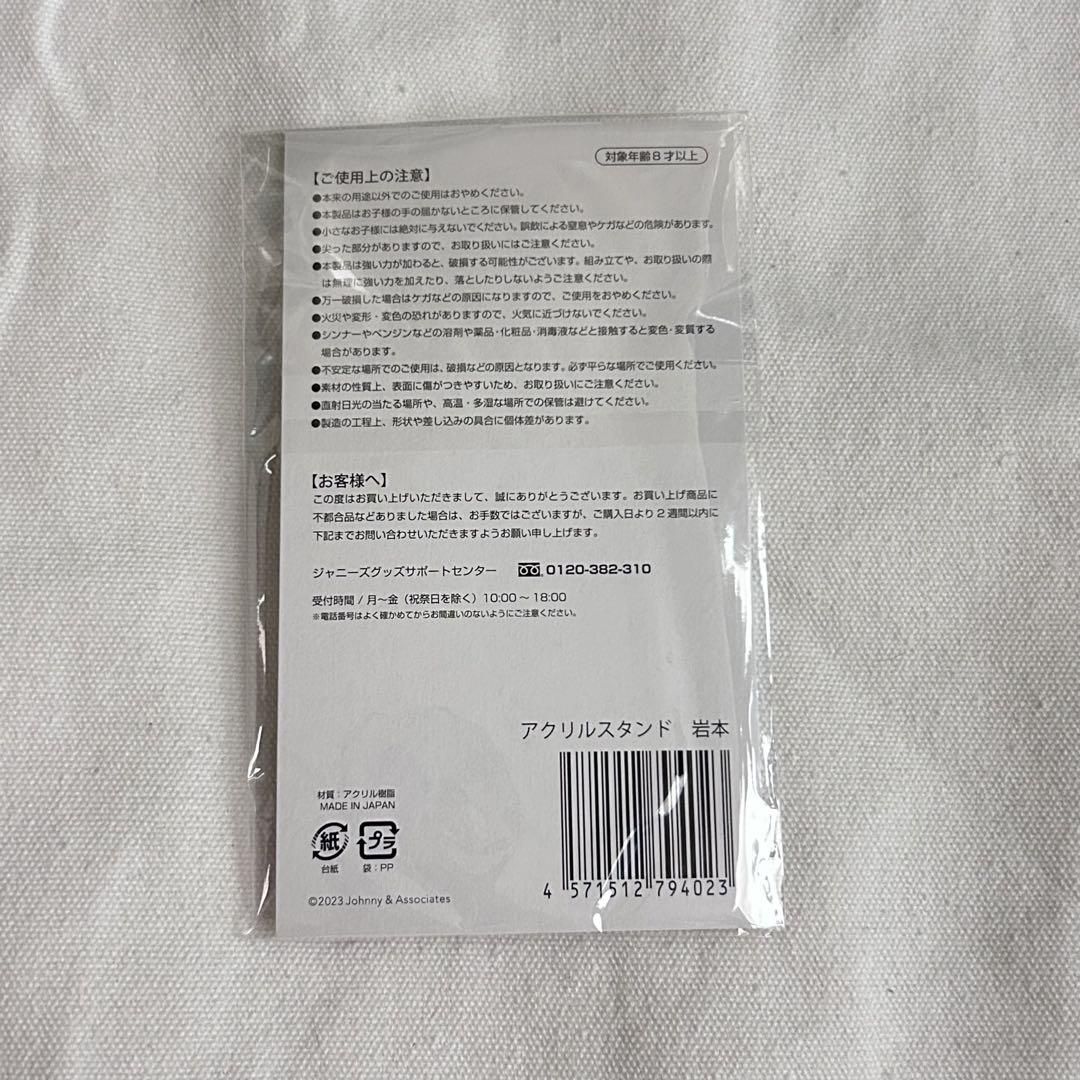 対象年齢8才以上
【ご使用上の注意】
●本来の用途以外でのご使用はおやめください。
●本製品はお子様の手の届かないところに保管してください。
●小さなお子様には絶対に与えないでください。誤飲による窒息やケガなどの危険があります。
●尖った部分がありますので、お取り扱いにはご注意ください。
●本製品は強い力が加わると、破損する可能性がございます。組み立てや、お取り扱いの際
は無理に強い力を加えたり、落としたりしないようご注意ください。
●万一破損した場合はケガなどの原因になりますので、ご使用をおやめください。
●火災や変形・変色の恐れがありますので、火気に近づけないでください。
●シンナーやベンジンなどの溶剤や薬品・化粧品・消毒液などと接触すると変色・変質する
場合があります。
●不安定な場所でのご使用は、破損などの原因となります。必ず平らな場所でご使用ください。
●素材の性質上、表面に傷がつきやすいため、お取り扱いにご注意ください。
●直射日光の当たる場所や、高温・多湿な場所での保管は避けてください。
●製造の工程上、形状や差し込みの具合に個体差があります。
【お客様へ】
この度はお買い上げいただきまして、誠にありがとうございます。お買い上げ商品に
不都合品などありました場合は、お手数ではございますが、ご購入日より2週間以内に
下記までお問い合わせいただきますようお願い申し上げます。
ジャニーズグッズサポートセンター 0120-382-310
受付時間 / 月～金（祝祭日を除く）10:00～18:00
※電話番号はよく確かめてからお間違いのないようにご注意ください。
アクリルスタンド 岩本
材質：アクリル樹脂
MADE IN JAPAN
紙 プラ
台紙 袋：PP
4 571512 794023
©2023 Johnny & Associates